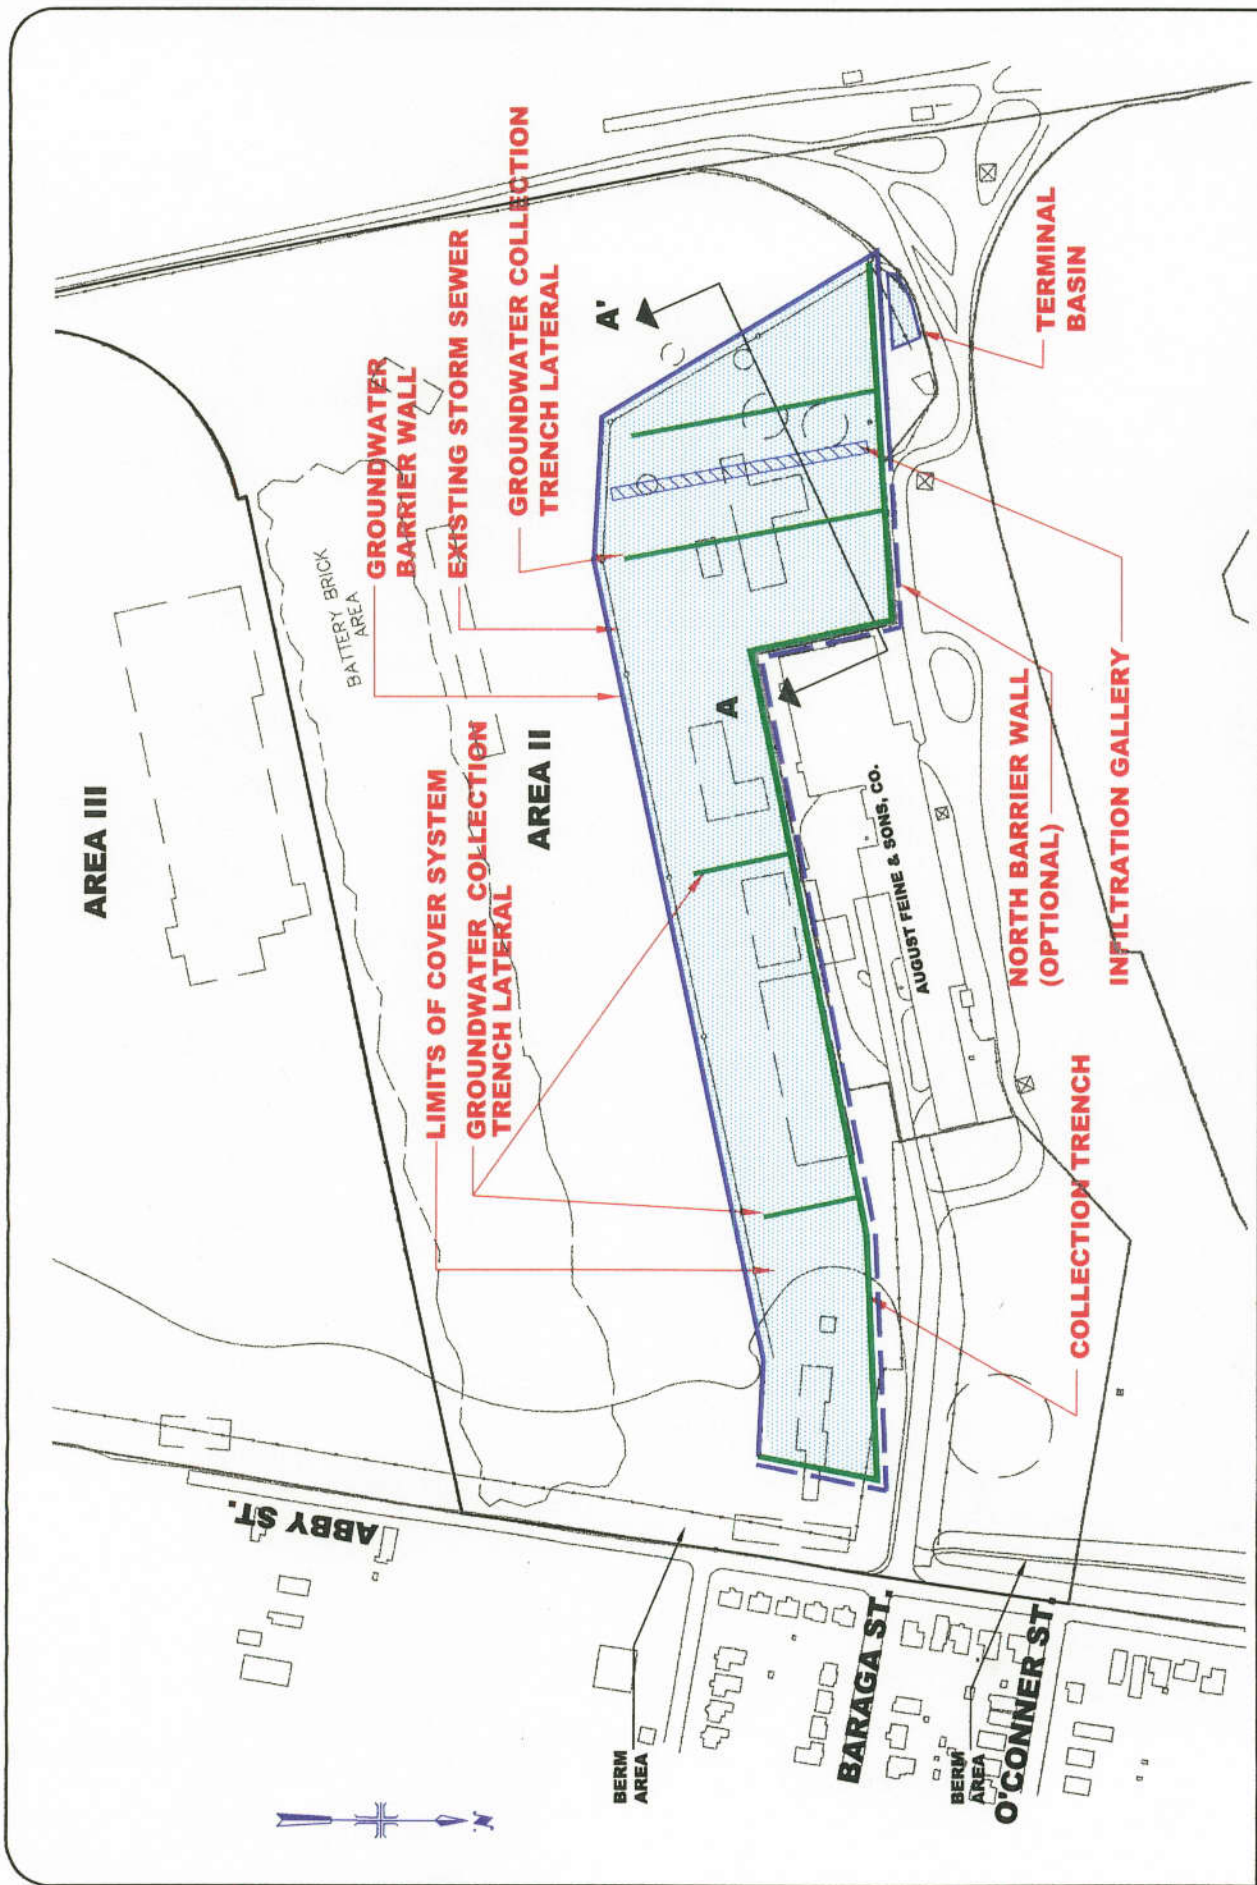 AREA III
BATTERY BRICK
AREA
GROUNDWATER
BARRIER WALL
EXISTING STORM SEWER
GROUNDWATER COLLECTION
TRENCH LATERAL
A'
LIMITS OF COVER SYSTEM
GROUNDWATER COLLECTION
TRENCH LATERAL
AREA II
A
AUGUST FEINE & SONS, CO.
TERMINAL
BASIN
NORTH BARRIER WALL
(OPTIONAL)
INFILTRATION GALLERY
COLLECTION TRENCH
ABBY ST.
BERM
AREA
BARAGA ST.
BERM
AREA
O'CONNER ST.
N.